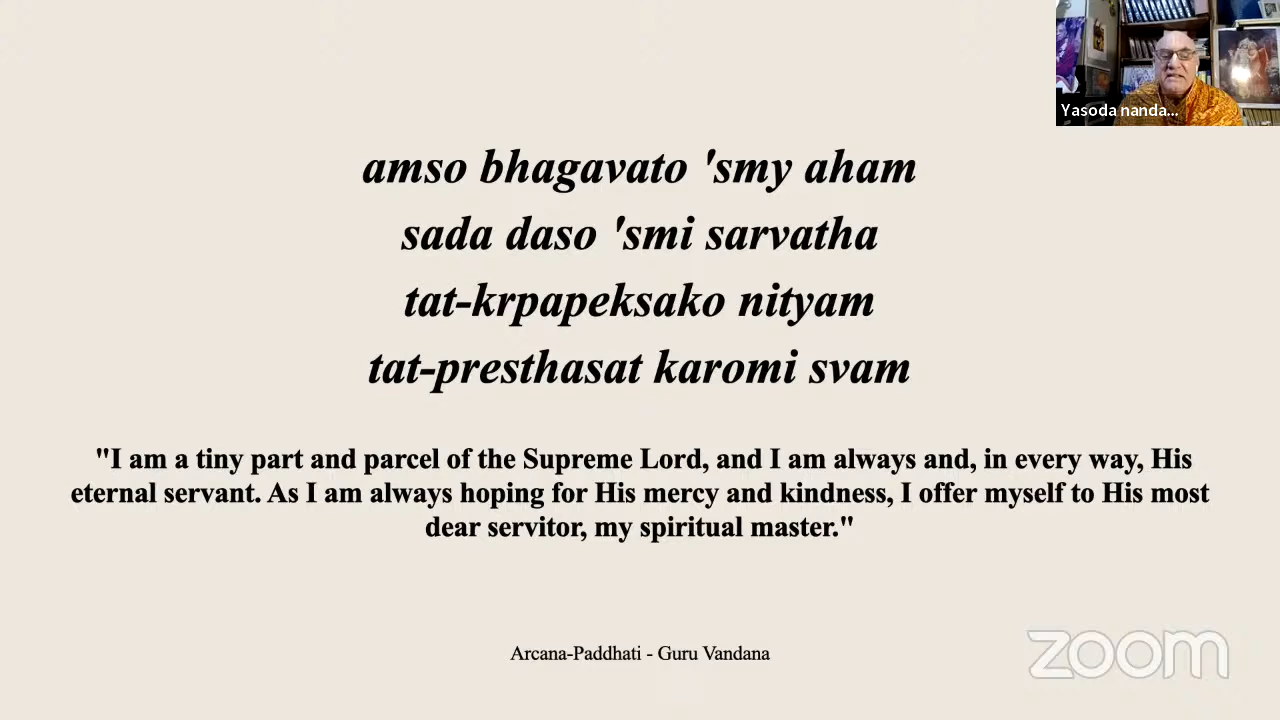 Yasoda nanda...
amso bhagavato 'smy aham
sada daso 'smi sarvatha
tat-krpapeksako nityam
tat-presthasat karomi svam
"I am a tiny part and parcel of the Supreme Lord, and I am always and, in every way, His
eternal servant. As I am always hoping for His mercy and kindness, I offer myself to His most
dear servitor, my spiritual master."
Arcana-Paddhati - Guru Vandana
zoom